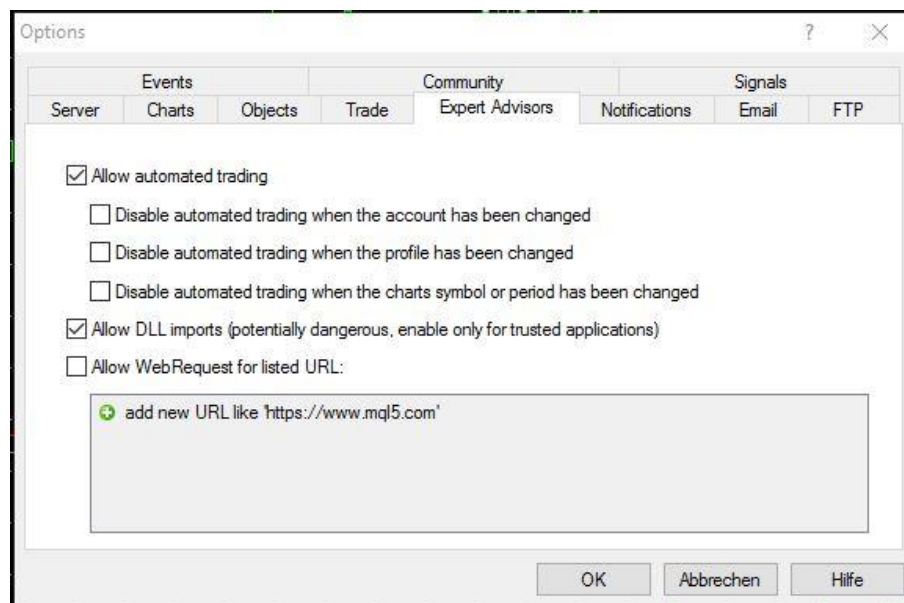 Options
?
Events Community Signals
Server Charts Objects Trade Expert Advisors Notifications Email FTP
Allow automated trading
Disable automated trading when the account has been changed
Disable automated trading when the profile has been changed
Disable automated trading when the charts symbol or period has been changed
Allow DLL imports (potentially dangerous, enable only for trusted applications)
Allow WebRequest for listed URL:
add new URL like 'https://www.mql5.com'
OK Abbrechen Hilfe